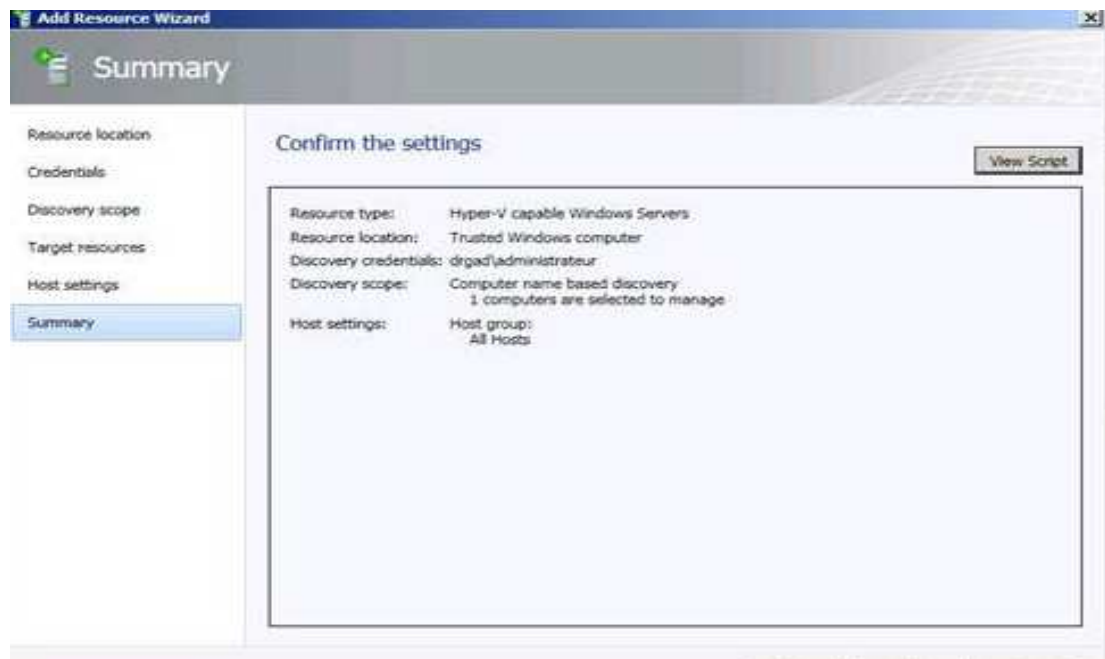 Add Resource Wizard
Summary
Resource location
Credentials
Discovery scope
Target resources
Host settings
Summary
Confirm the settings
View Script
Resource type: Hyper-V capable Windows Servers
Resource location: Trusted Windows computer
Discovery credentials: drgad\administrateur
Discovery scope: Computer name based discovery
1 computers are selected to manage
Host settings: Host group:
All Hosts